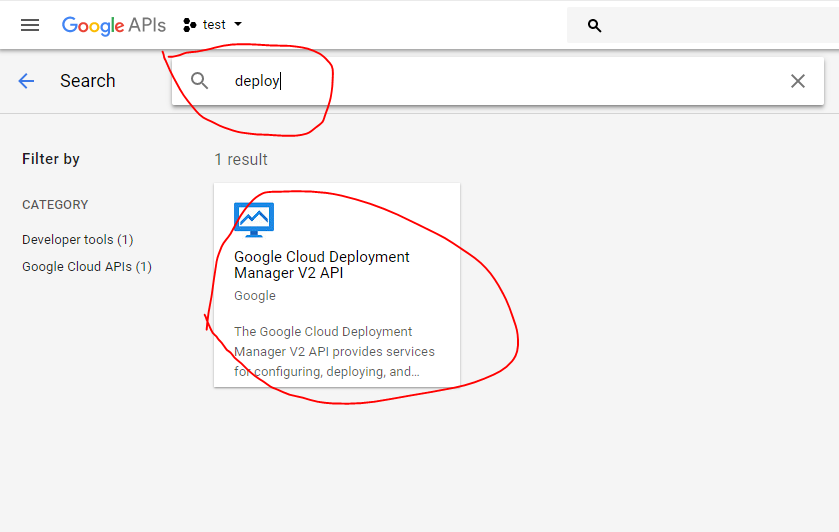 Google APIs test
Search deploy
Filter by
1 result
CATEGORY
Developer tools (1)
Google Cloud APIs (1)
Google Cloud Deployment
Manager V2 API
Google
The Google Cloud Deployment
Manager V2 API provides services
for configuring, deploying, and...